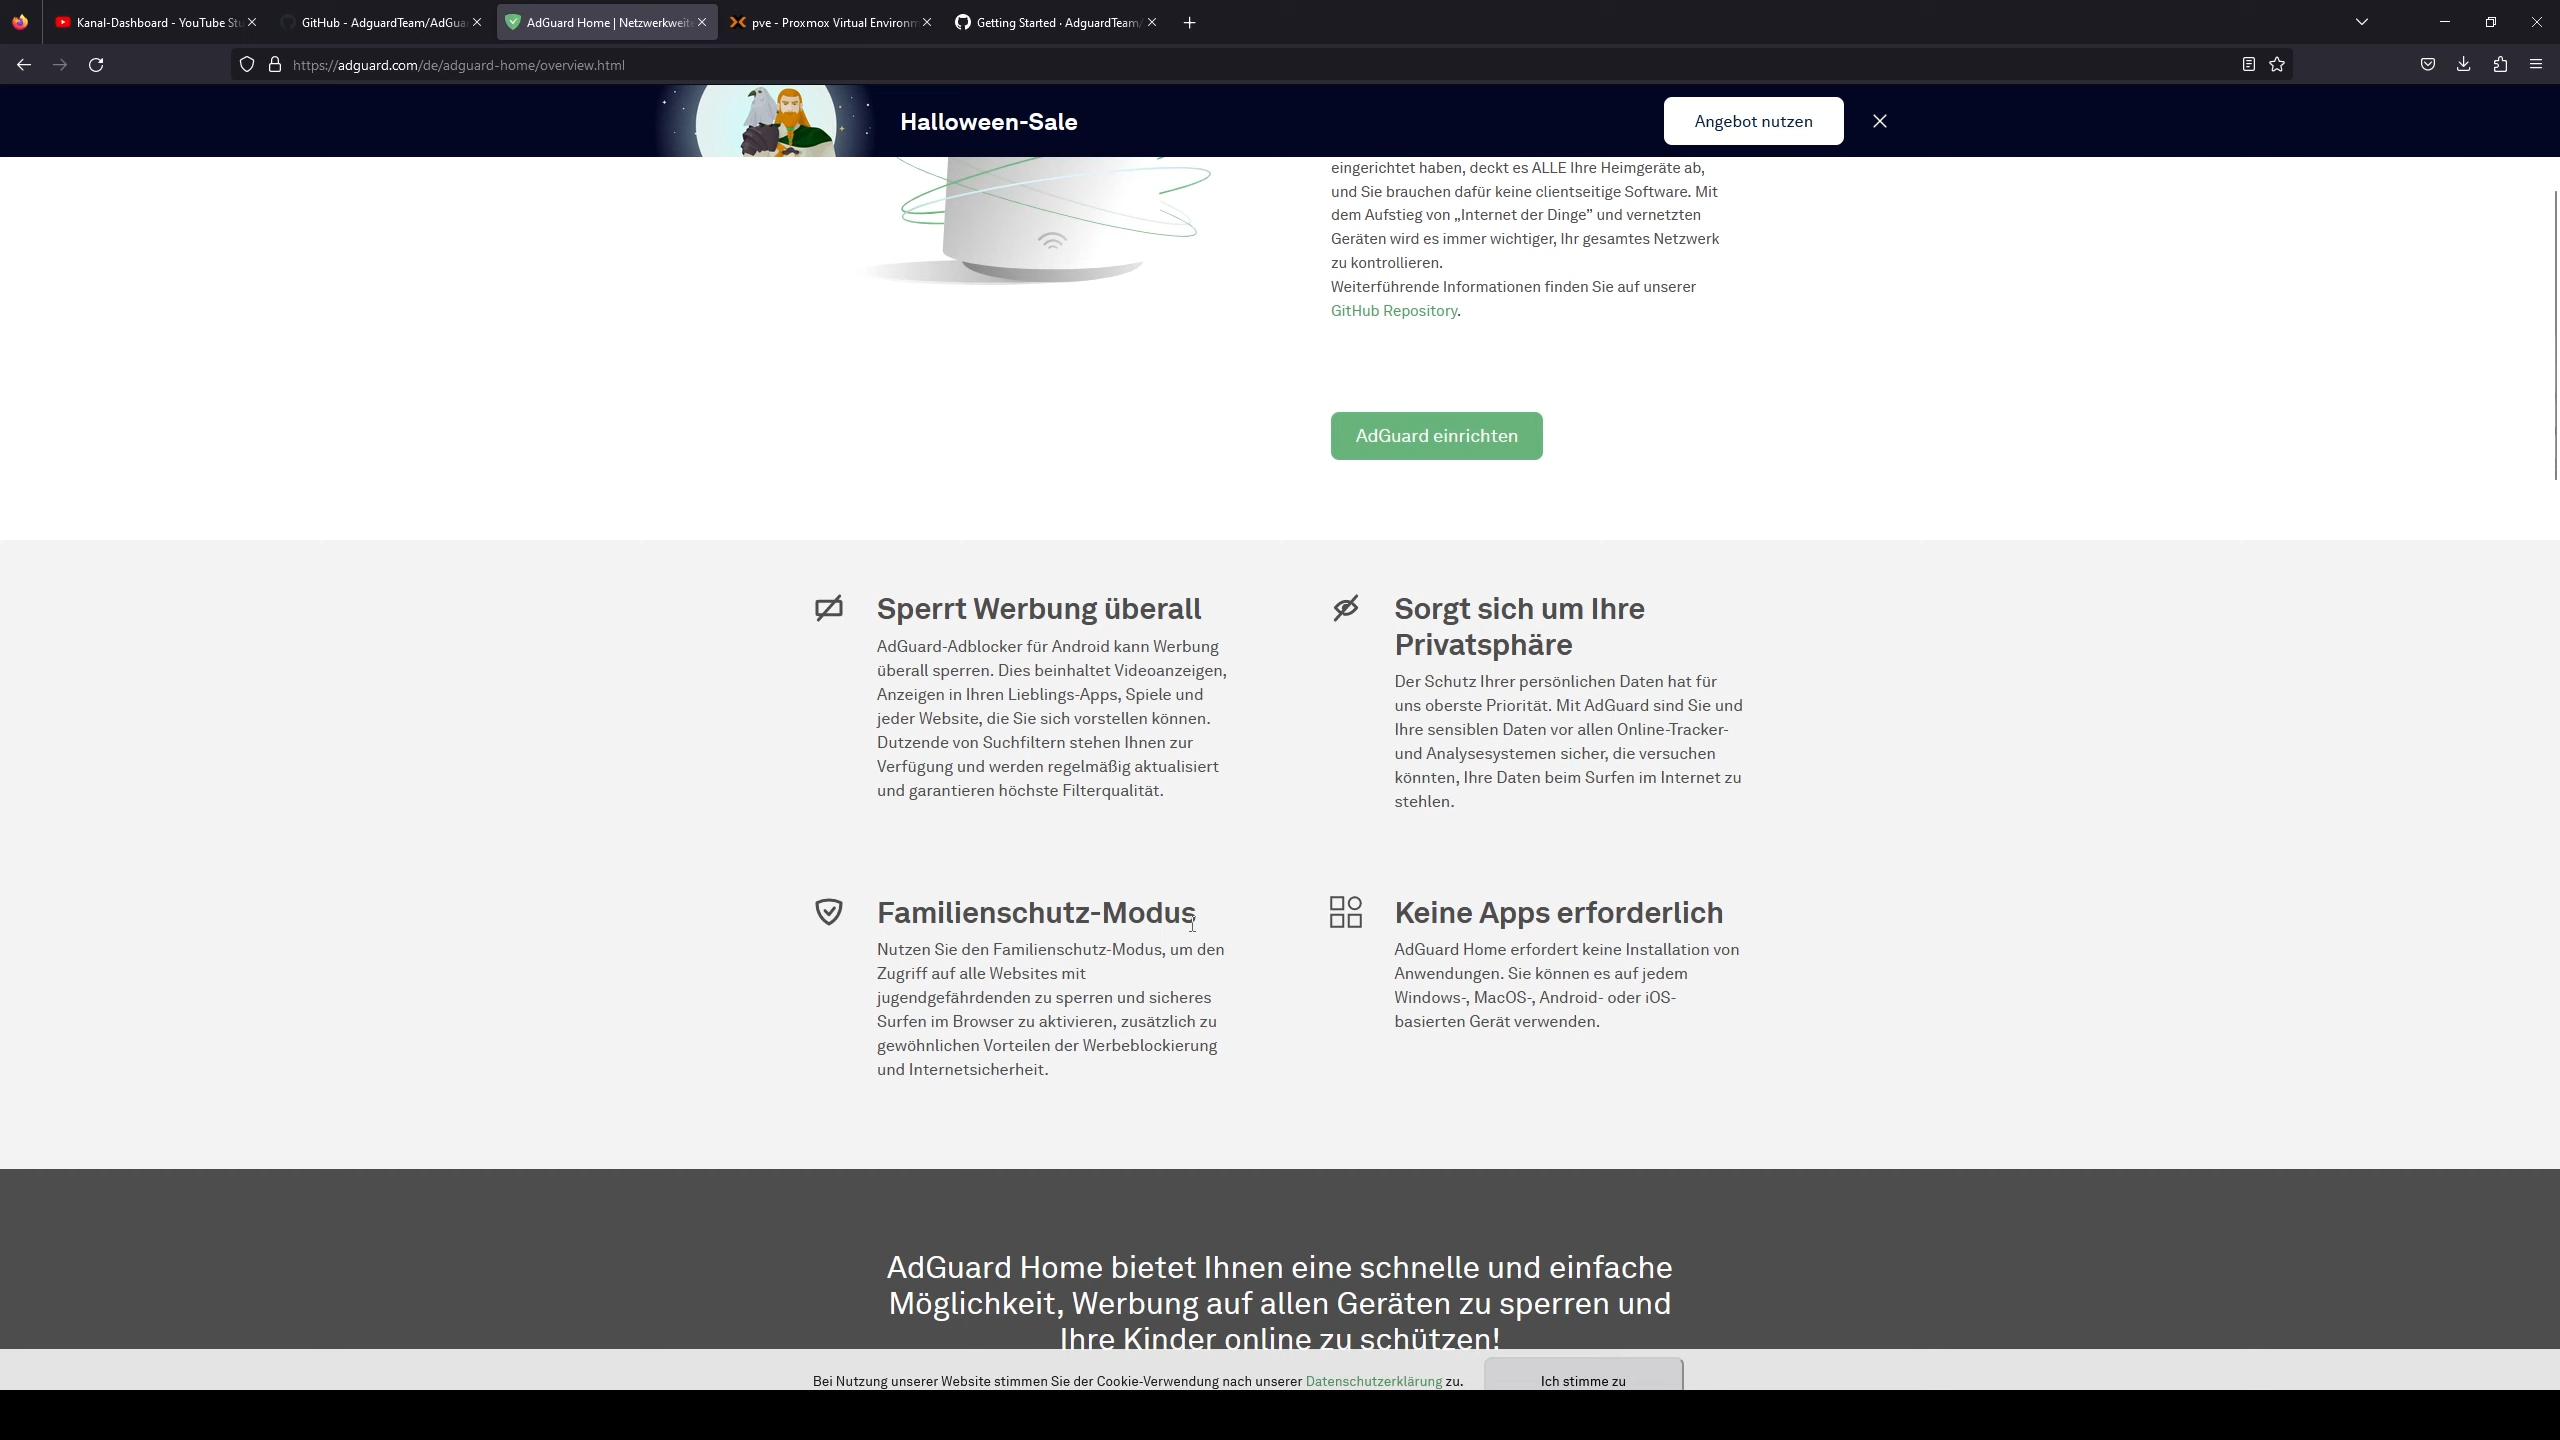 Kanal-Dashboard - YouTube Stu
GitHub - AdguardTeam/AdGua
AdGuard Home | Netzwerkweit
pve - Proxmox Virtual Environm
Getting Started · AdguardTeam/
https://adguard.com/de/adguard-home/overview.html
Halloween-Sale
Angebot nutzen
eingerichtet haben, deckt es ALLE Ihre Heimgeräte ab,
und Sie brauchen dafür keine clientseitige Software. Mit
dem Aufstieg von „Internet der Dinge” und vernetzten
Geräten wird es immer wichtiger, Ihr gesamtes Netzwerk
zu kontrollieren.
Weiterführende Informationen finden Sie auf unserer
GitHub Repository.
AdGuard einrichten
Sperrt Werbung überall
AdGuard-Adblocker für Android kann Werbung
überall sperren. Dies beinhaltet Videoanzeigen,
Anzeigen in Ihren Lieblings-Apps, Spiele und
jeder Website, die Sie sich vorstellen können.
Dutzende von Suchfiltern stehen Ihnen zur
Verfügung und werden regelmäßig aktualisiert
und garantieren höchste Filterqualität.
Sorgt sich um Ihre
Privatsphäre
Der Schutz Ihrer persönlichen Daten hat für
uns oberste Priorität. Mit AdGuard sind Sie und
Ihre sensiblen Daten vor allen Online-Tracker-
und Analysesystemen sicher, die versuchen
könnten, Ihre Daten beim Surfen im Internet zu
stehlen.
Familienschutz-Modus
Nutzen Sie den Familienschutz-Modus, um den
Zugriff auf alle Websites mit
jugendgefährdenden zu sperren und sicheres
Surfen im Browser zu aktivieren, zusätzlich zu
gewöhnlichen Vorteilen der Werbeblockierung
und Internetsicherheit.
Keine Apps erforderlich
AdGuard Home erfordert keine Installation von
Anwendungen. Sie können es auf jedem
Windows-, MacOS-, Android- oder iOS-
basierten Gerät verwenden.
AdGuard Home bietet Ihnen eine schnelle und einfache
Möglichkeit, Werbung auf allen Geräten zu sperren und
Ihre Kinder online zu schützen!
Bei Nutzung unserer Website stimmen Sie der Cookie-Verwendung nach unserer Datenschutzerklärung zu.
Ich stimme zu